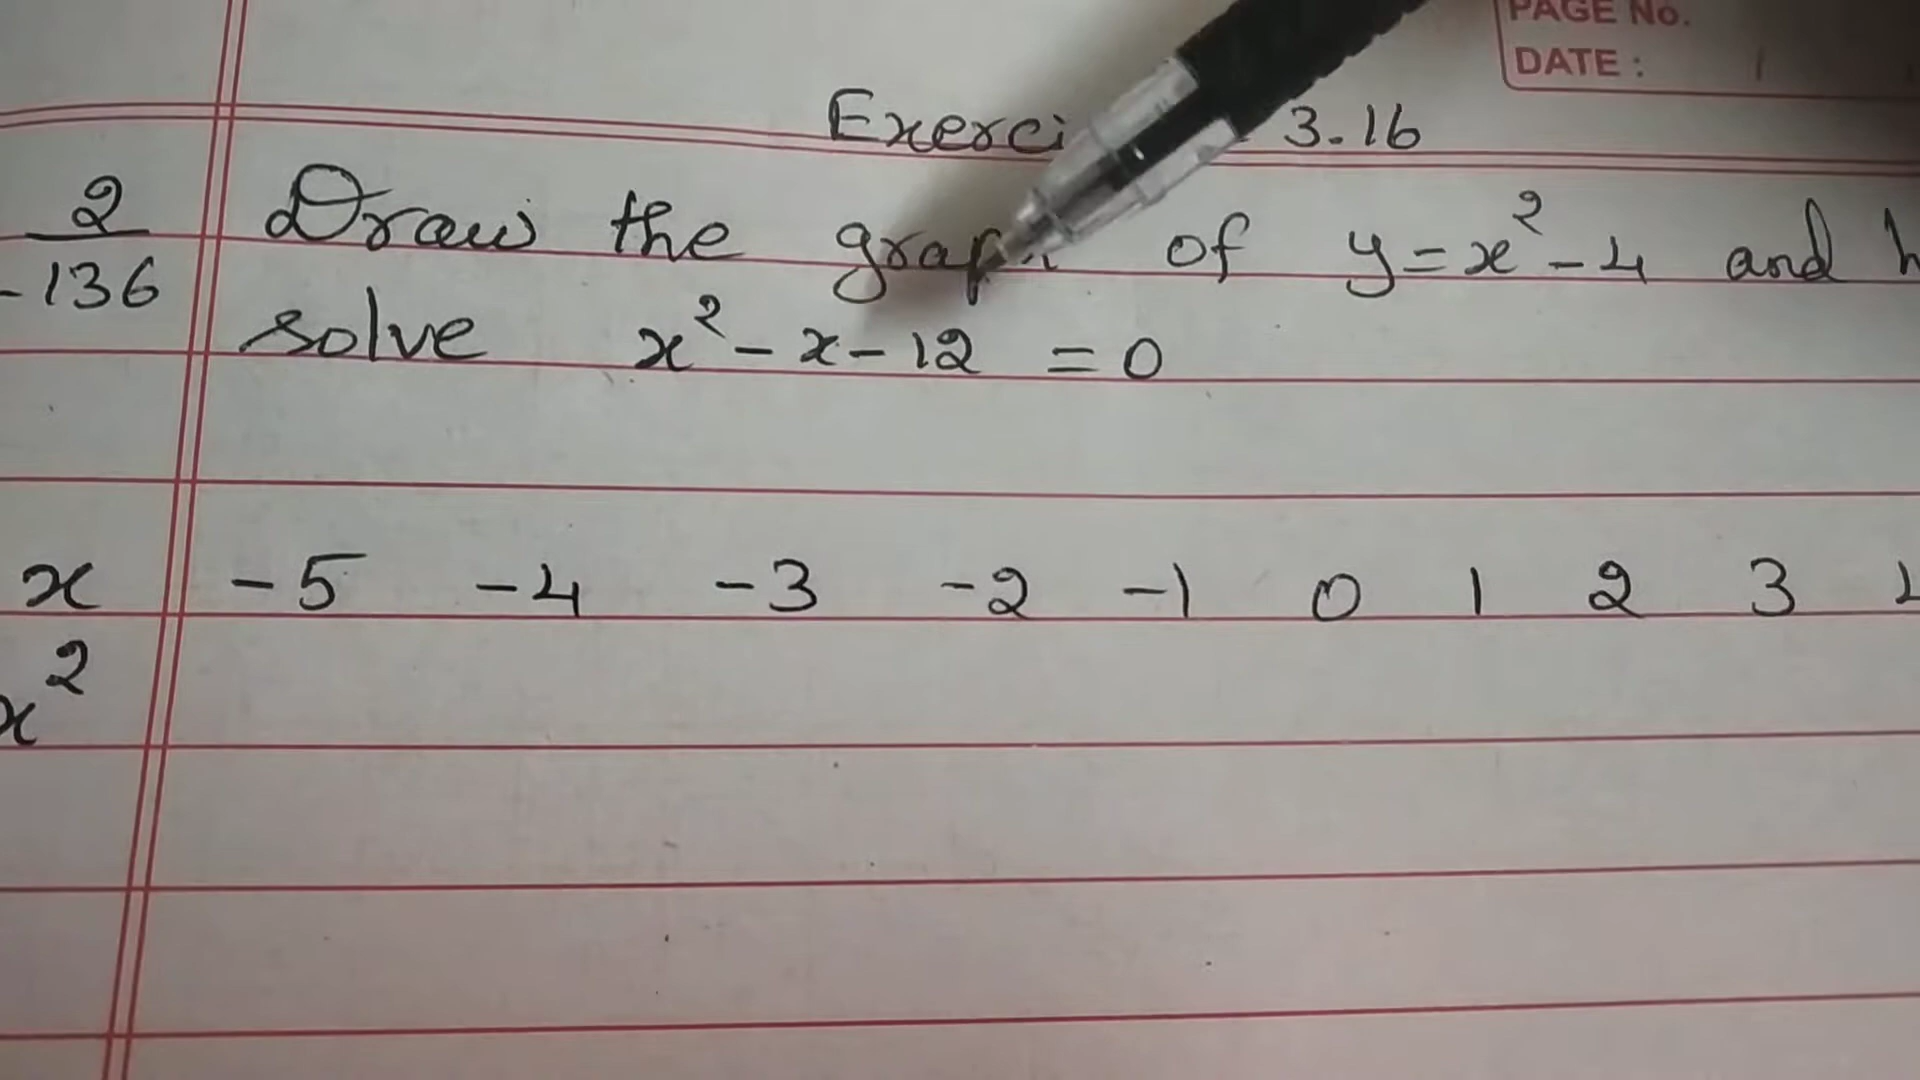 PAGE No.
DATE :
Exerci 3.16
2 Draw the graph of y = x² - 4 and h
-136 solve x² - x - 12 = 0
x -5 -4 -3 -2 -1 0 1 2 3
x²